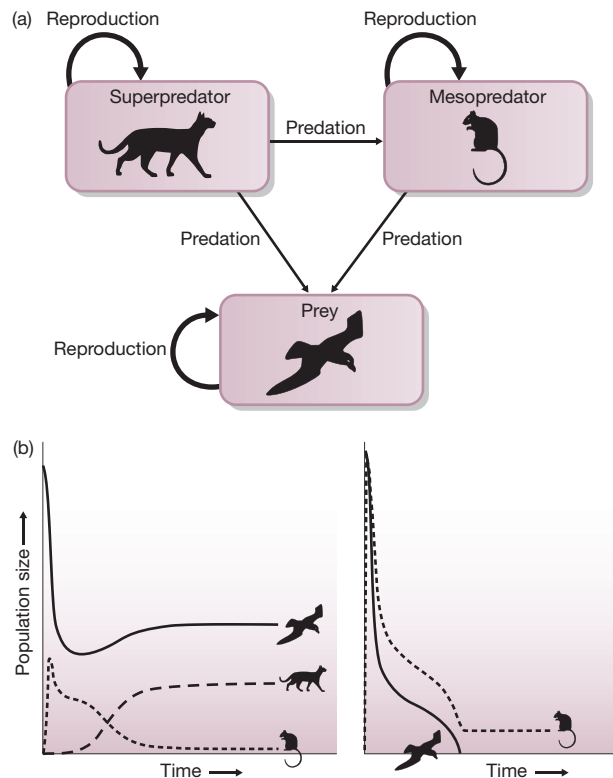 (a)
Reproduction
Reproduction
Superpredator
Mesopredator
Predation
Predation
Predation
Prey
Reproduction
(b)
Population size
Time
Time